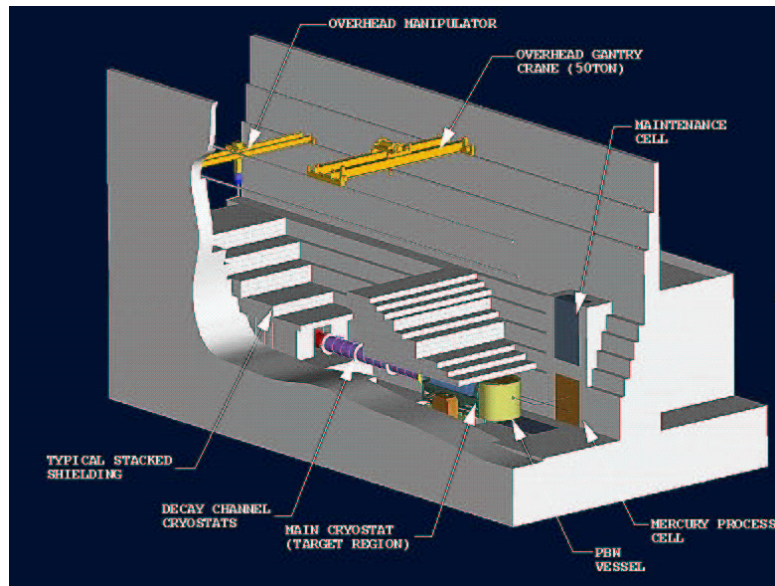 OVERHEAD MANIPULATOR
OVERHEAD GANTRY
CRANE (50TON)
MAINTENANCE
CELL
TYPICAL STACKED
SHIELDING
DECAY CHANNEL
CRYOSTATS
MAIN CRYOSTAT
(TARGET REGION)
PBW
VESSEL
MERCURY PROCESS
CELL